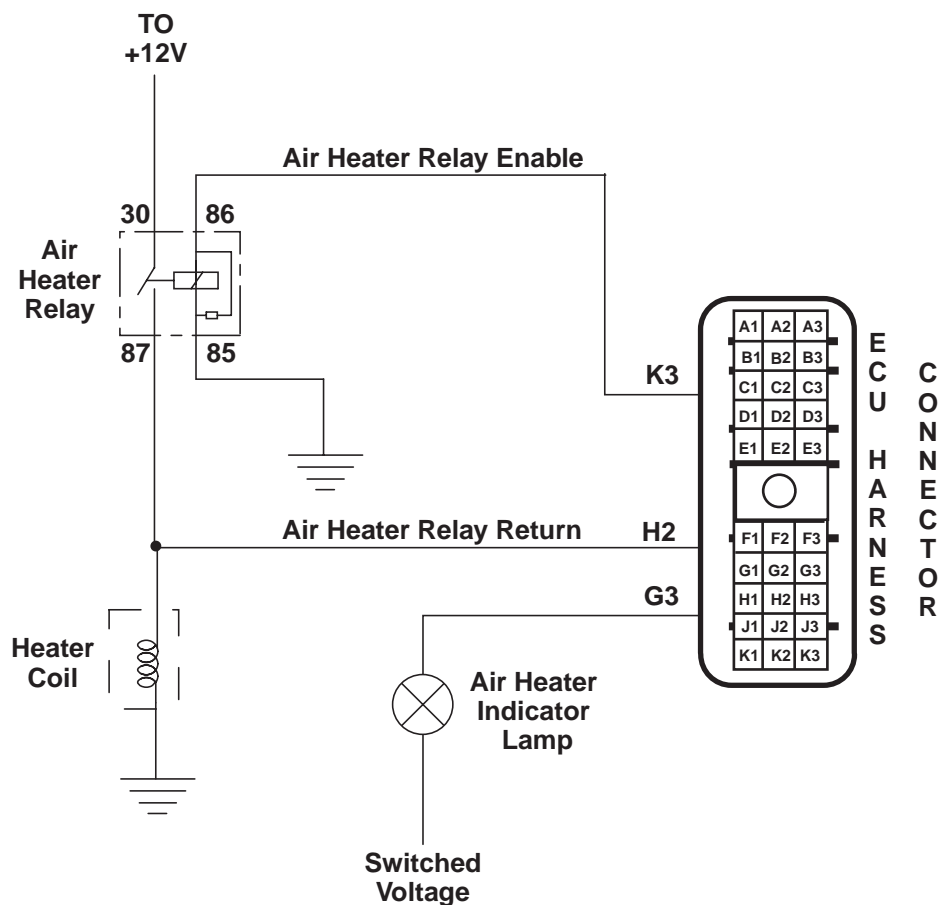 TO
+12V
Air Heater Relay Enable
30
86
Air
Heater
Relay
87
85
K3
A1 A2 A3
B1 B2 B3
C1 C2 C3
D1 D2 D3
E1 E2 E3
Air Heater Relay Return
H2
F1 F2 F3
G1 G2 G3
H1 H2 H3
J1 J2 J3
K1 K2 K3
G3
ECU HARNESS
CONNECTOR
Heater
Coil
Air Heater
Indicator
Lamp
Switched
Voltage